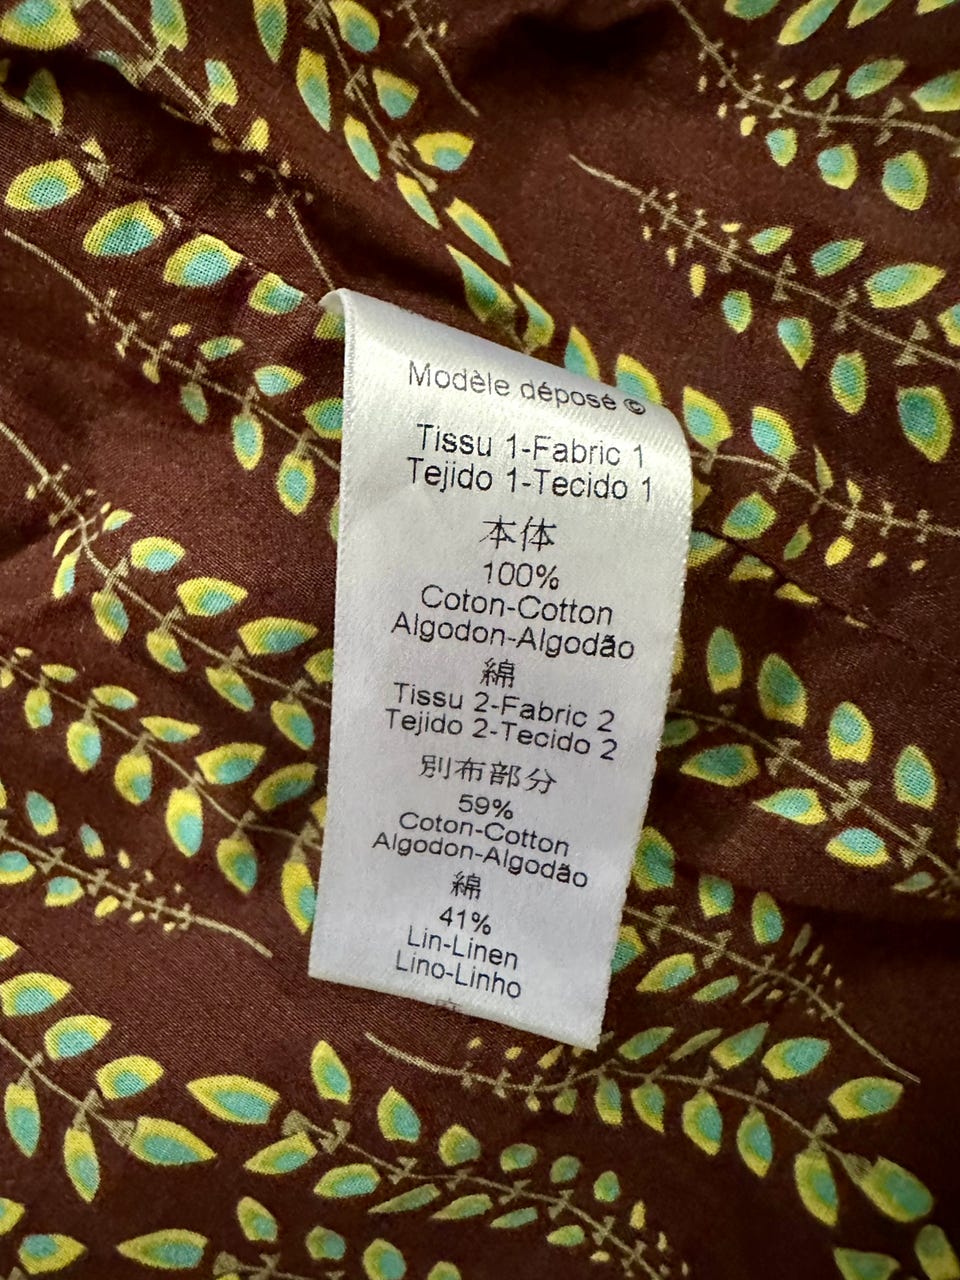 Modèle déposé ©
Tissu 1-Fabric 1
Tejido 1-Tecido 1
本体
100%
Coton-Cotton
Algodon-Algodão
綿
Tissu 2-Fabric 2
Tejido 2-Tecido 2
別布部分
59%
Coton-Cotton
Algodon-Algodão
綿
41%
Lin-Linen
Lino-Linho